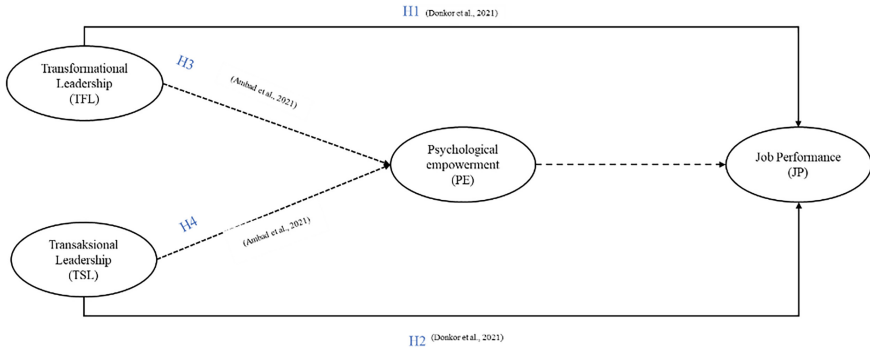 H1 (Donkor et al., 2021)
Transformational
Leadership
(TFL)
H3
(Ambad et al., 2021)
Psychological
empowerment
(PE)
Job Performance
(JP)
H4
(Ambad et al., 2021)
Transaksional
Leadership
(TSL)
H2 (Donkor et al., 2021)